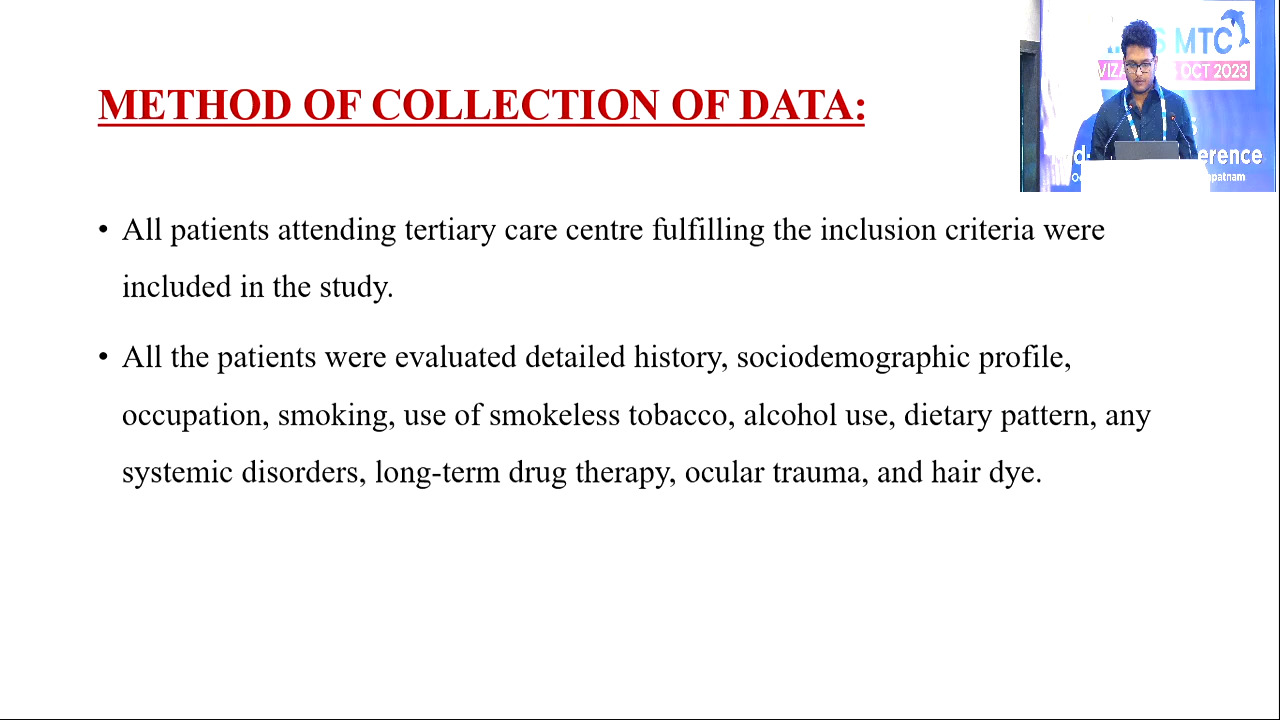 METHOD OF COLLECTION OF DATA:
• All patients attending tertiary care centre fulfilling the inclusion criteria were
included in the study.
• All the patients were evaluated detailed history, sociodemographic profile,
occupation, smoking, use of smokeless tobacco, alcohol use, dietary pattern, any
systemic disorders, long-term drug therapy, ocular trauma, and hair dye.
MTC
OCT 2023